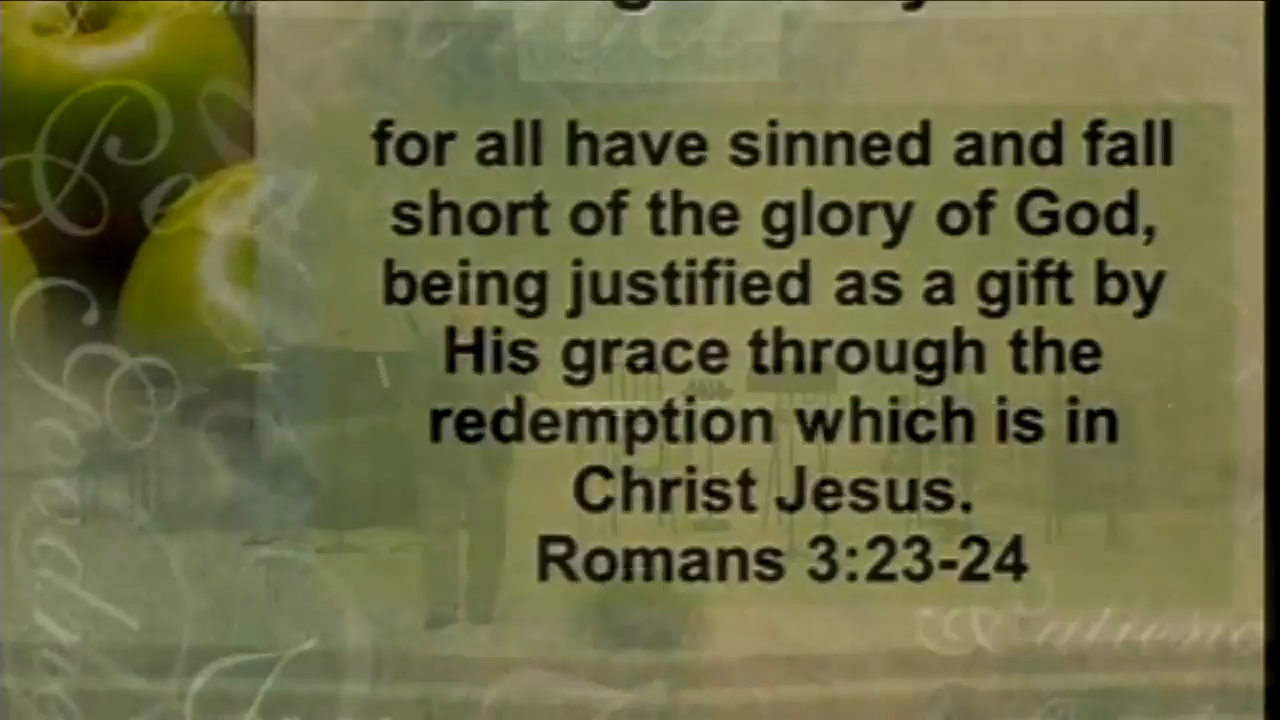 for all have sinned and fall
short of the glory of God,
being justified as a gift by
His grace through the
redemption which is in
Christ Jesus.
Romans 3:23-24